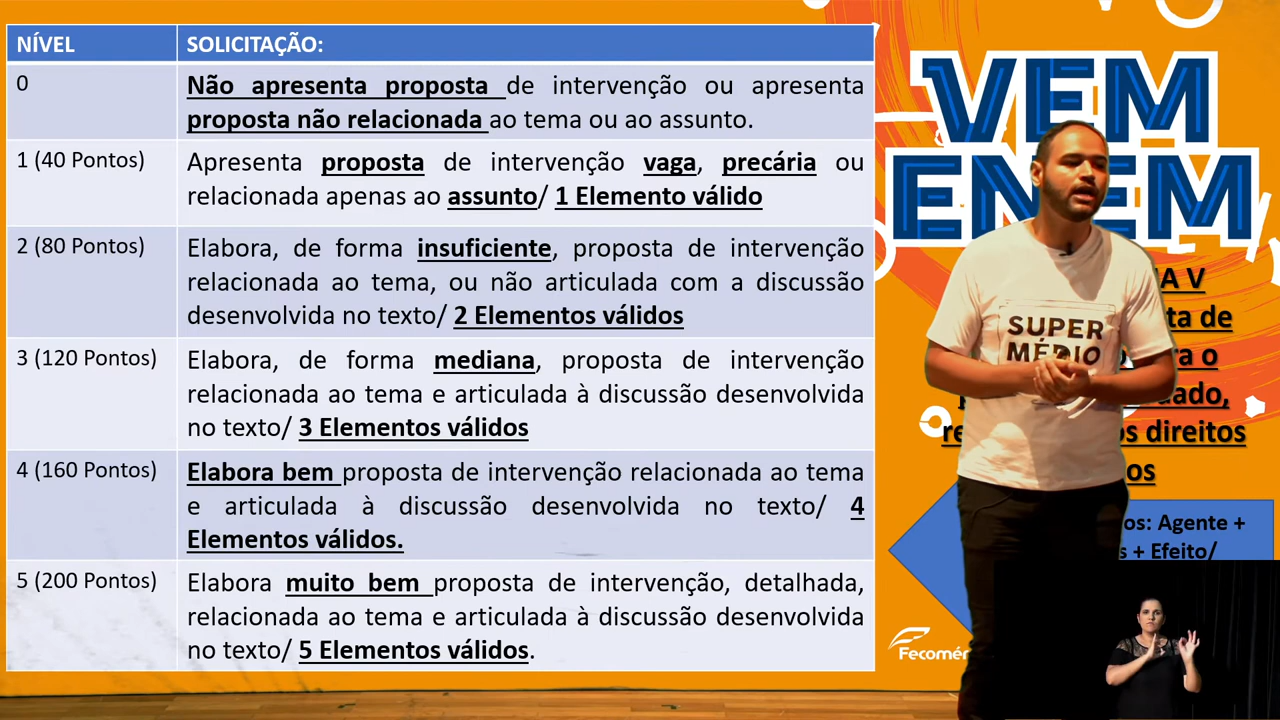 NÍVEL
SOLICITAÇÃO:
0
Não apresenta proposta de intervenção ou apresenta
proposta não relacionada ao tema ou ao assunto.
1 (40 Pontos)
Apresenta proposta de intervenção vaga, precária ou
relacionada apenas ao assunto/ 1 Elemento válido
2 (80 Pontos)
Elabora, de forma insuficiente, proposta de intervenção
relacionada ao tema, ou não articulada com a discussão
desenvolvida no texto/ 2 Elementos válidos
3 (120 Pontos)
Elabora, de forma mediana, proposta de intervenção
relacionada ao tema e articulada à discussão desenvolvida
no texto/ 3 Elementos válidos
4 (160 Pontos)
Elabora bem proposta de intervenção relacionada ao tema
e articulada à discussão desenvolvida no texto/ 4
Elementos válidos.
5 (200 Pontos)
Elabora muito bem proposta de intervenção, detalhada,
relacionada ao tema e articulada à discussão desenvolvida
no texto/ 5 Elementos válidos.
VEM
ENEM
V
de
o
direitos
Agente +
+ Efeito/
SUPER
MÉDIO